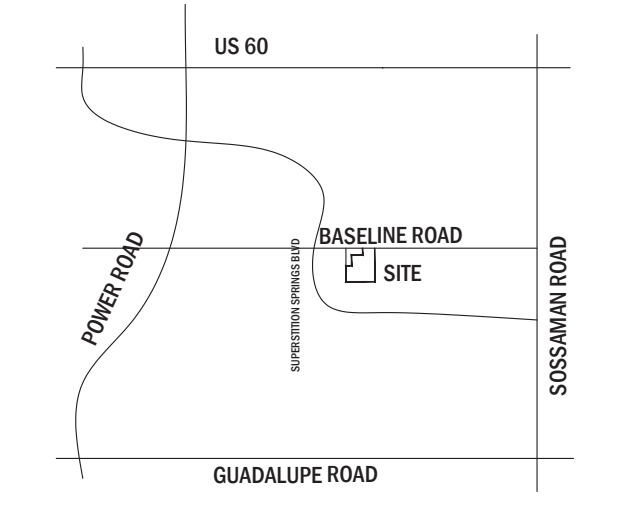 US 60
BASELINE ROAD
SITE
POWER ROAD
SUPERSTITION SPRINGS BLVD
SOSSAMAN ROAD
GUADALUPE ROAD